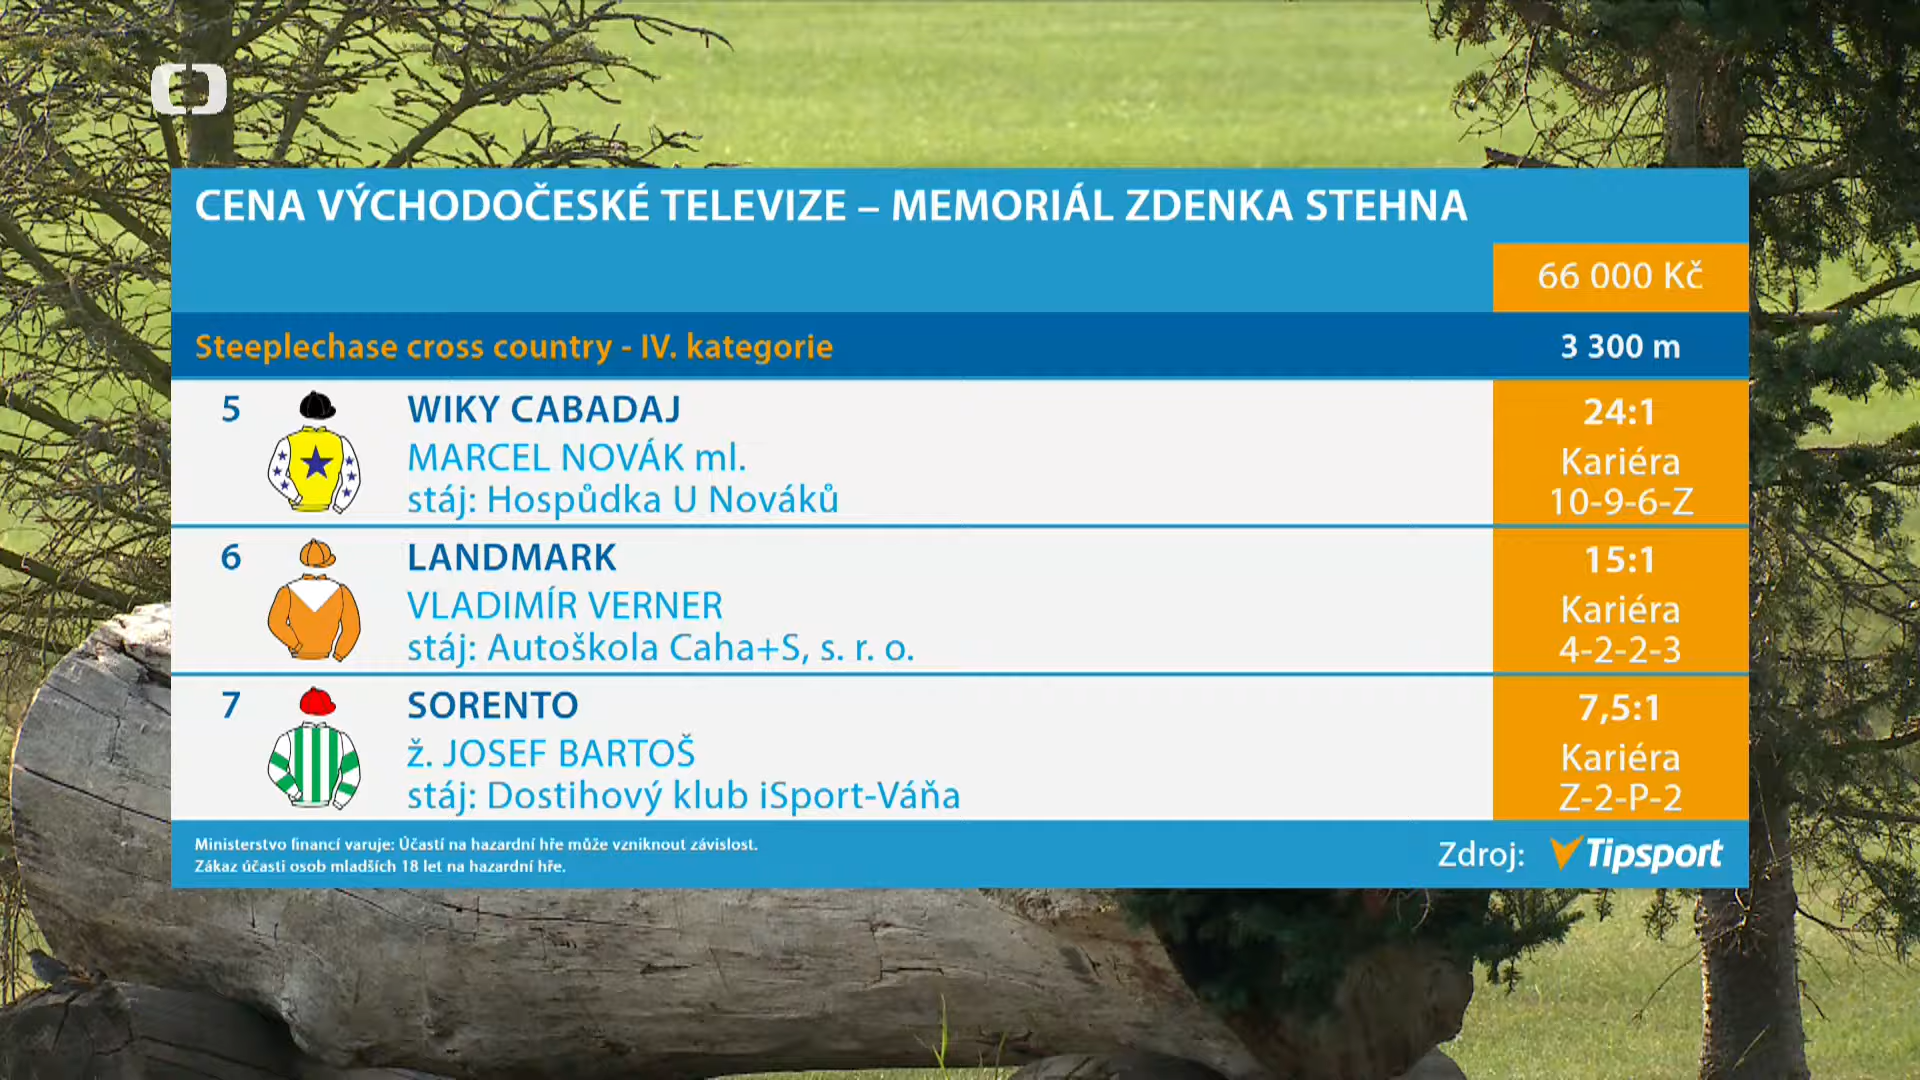 CENA VÝCHODOČESKÉ TELEVIZE – MEMORIÁL ZDENKA STEHNA
66 000 Kč
Steeplechase cross country - IV. kategorie
3 300 m
5
WIKY CABADAJ
MARCEL NOVÁK ml.
stáj: Hospůdka U Nováků
24:1
Kariéra
10-9-6-Z
6
LANDMARK
VLADIMÍR VERNER
stáj: Autoškola Caha+S, s. r. o.
15:1
Kariéra
4-2-2-3
7
SORENTO
ž. JOSEF BARTOŠ
stáj: Dostihový klub iSport-Váňa
7,5:1
Kariéra
Z-2-P-2
Ministerstvo financí varuje: Účastí na hazardní hře může vzniknout závislost.
Zákaz účasti osob mladších 18 let na hazardní hře.
Zdroj: Tipsport